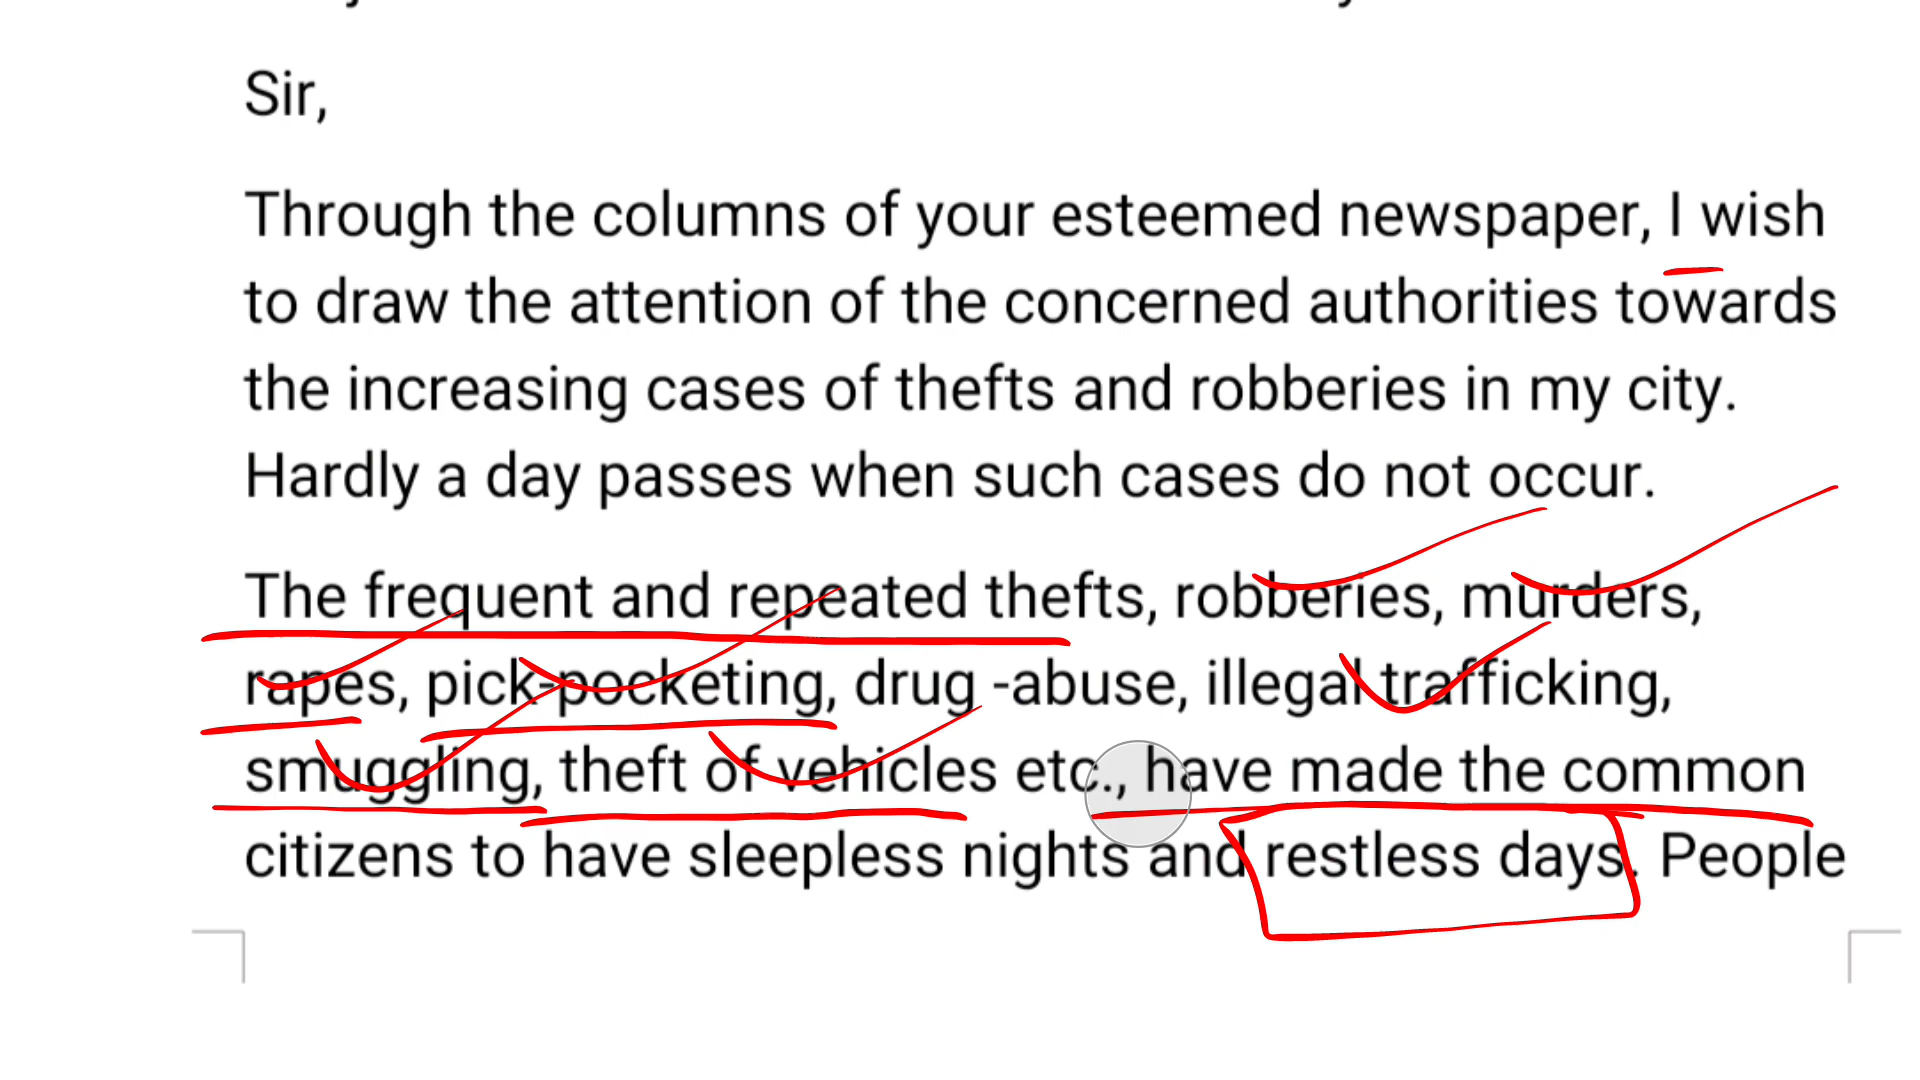 Sir,
Through the columns of your esteemed newspaper, I wish
to draw the attention of the concerned authorities towards
the increasing cases of thefts and robberies in my city.
Hardly a day passes when such cases do not occur.
The frequent and repeated thefts, robberies, murders,
rapes, pick-pocketing, drug -abuse, illegal trafficking,
smuggling, theft of vehicles etc., have made the common
citizens to have sleepless nights and restless days. People